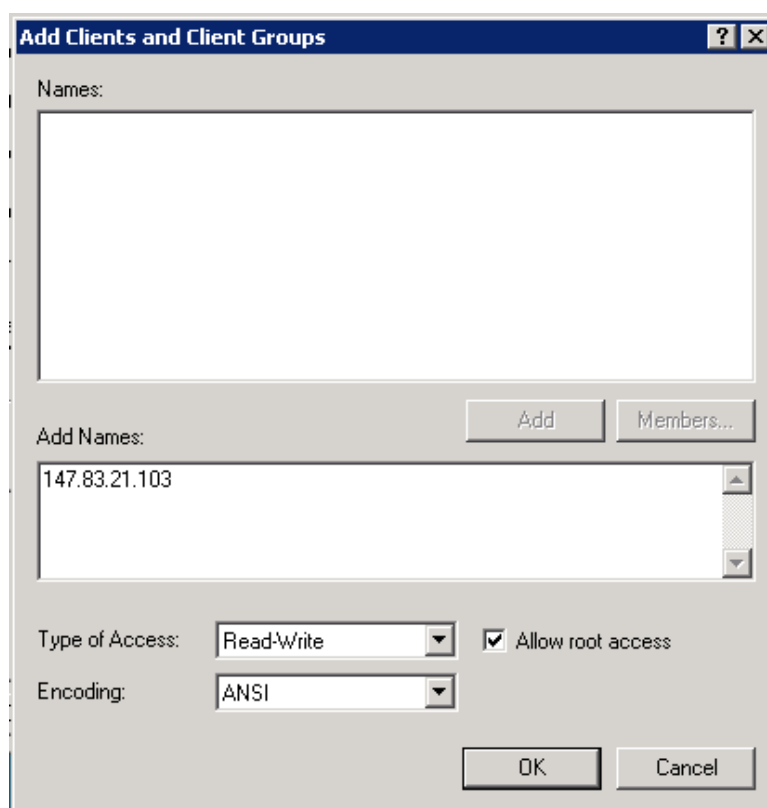 Add Clients and Client Groups
Names:
Add Members...
Add Names:
147.83.21.103
Type of Access: Read-Write Allow root access
Encoding: ANSI
OK Cancel